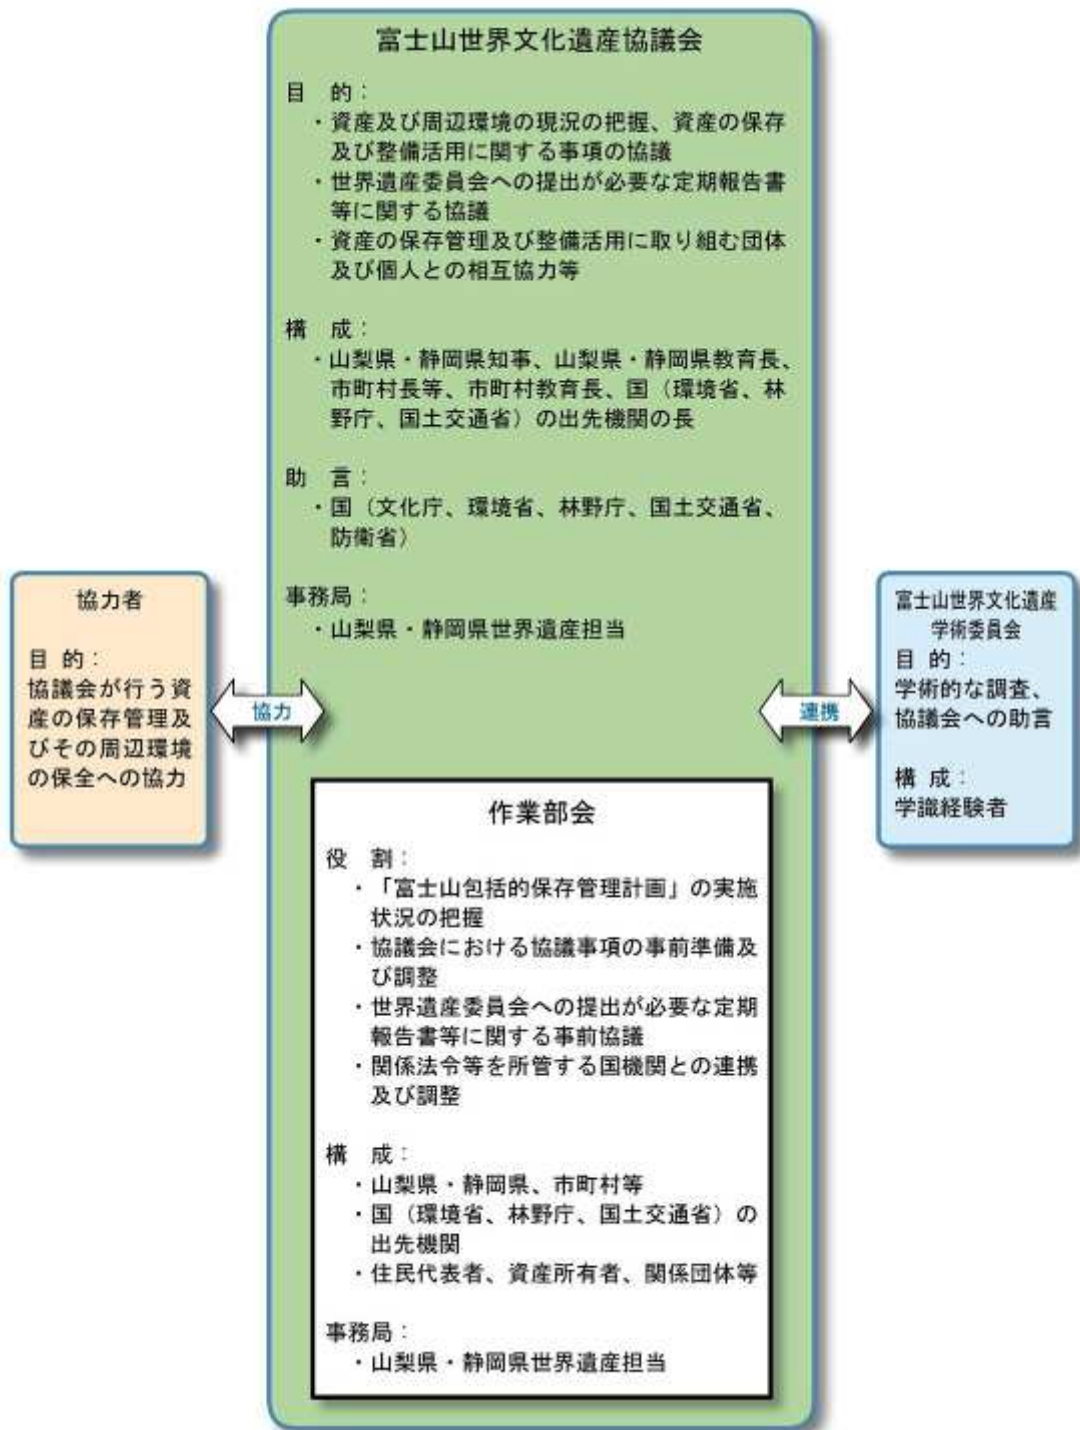 富士山世界文化遺産協議会
目　的：
・資産及び周辺環境の現況の把握、資産の保存
及び整備活用に関する事項の協議
・世界遺産委員会への提出が必要な定期報告書
等に関する協議
・資産の保存管理及び整備活用に取り組む団体
及び個人との相互協力等
構　成：
・山梨県・静岡県知事、山梨県・静岡県教育長、
市町村長等、市町村教育長、国（環境省、林
野庁、国土交通省）の出先機関の長
助　言：
・国（文化庁、環境省、林野庁、国土交通省、
防衛省）
事務局：
・山梨県・静岡県世界遺産担当
協力者
目 的：
協議会が行う資
産の保存管理及
びその周辺環境
の保全への協力
協力
連携
富士山世界文化遺産
学術委員会
目 的：
学術的な調査、
協議会への助言
構 成：
学識経験者
作業部会
役　割：
・「富士山包括的保存管理計画」の実施
状況の把握
・協議会における協議事項の事前準備及
び調整
・世界遺産委員会への提出が必要な定期
報告書等に関する事前協議
・関係法令等を所管する国機関との連携
及び調整
構　成：
・山梨県・静岡県、市町村等
・国（環境省、林野庁、国土交通省）の
出先機関
・住民代表者、資産所有者、関係団体等
事務局：
・山梨県・静岡県世界遺産担当